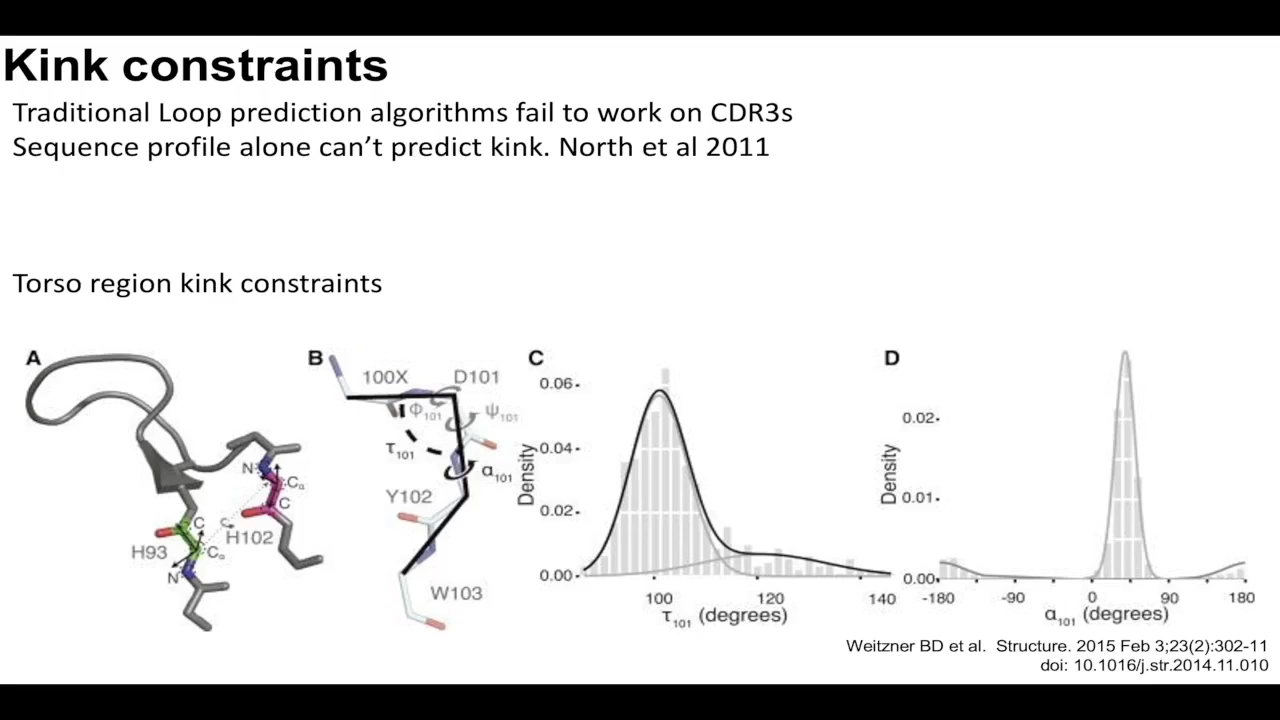 Kink constraints
Traditional Loop prediction algorithms fail to work on CDR3s
Sequence profile alone can't predict kink. North et al 2011
Torso region kink constraints
A
N
Cα
C
H102
C
H93
Cα
N
B
100X
D101
Φ101
Ψ101
τ101
α101
Y102
W103
C
0.06
0.04
0.02
0.00
Density
100
120
140
τ101 (degrees)
D
0.02
0.01
0.00
Density
-180
-90
0
90
180
α101 (degrees)
Weitzner BD et al. Structure. 2015 Feb 3;23(2):302-11
doi: 10.1016/j.str.2014.11.010